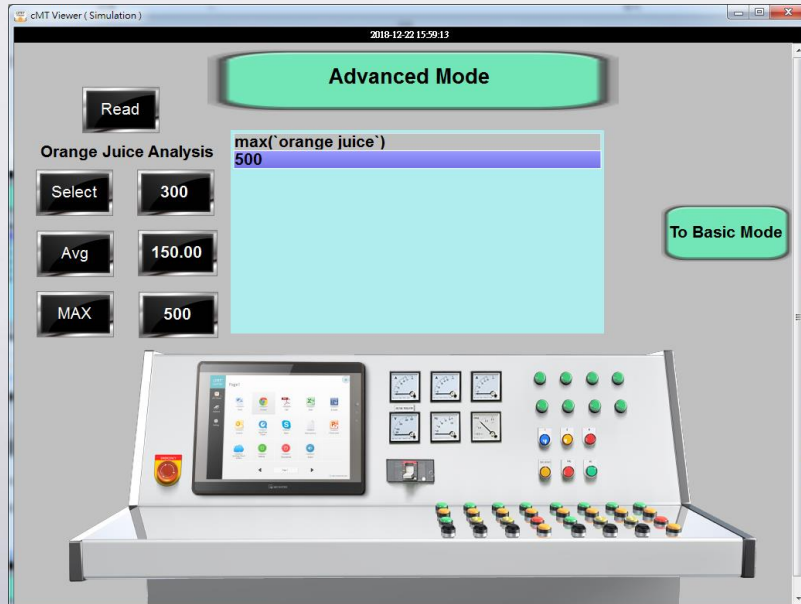 cMT Viewer ( Simulation )
2018-12-22 15:59:13
Advanced Mode
Read
Orange Juice Analysis
max(`orange juice`)
500
Select
300
Avg
150.00
MAX
500
To Basic Mode